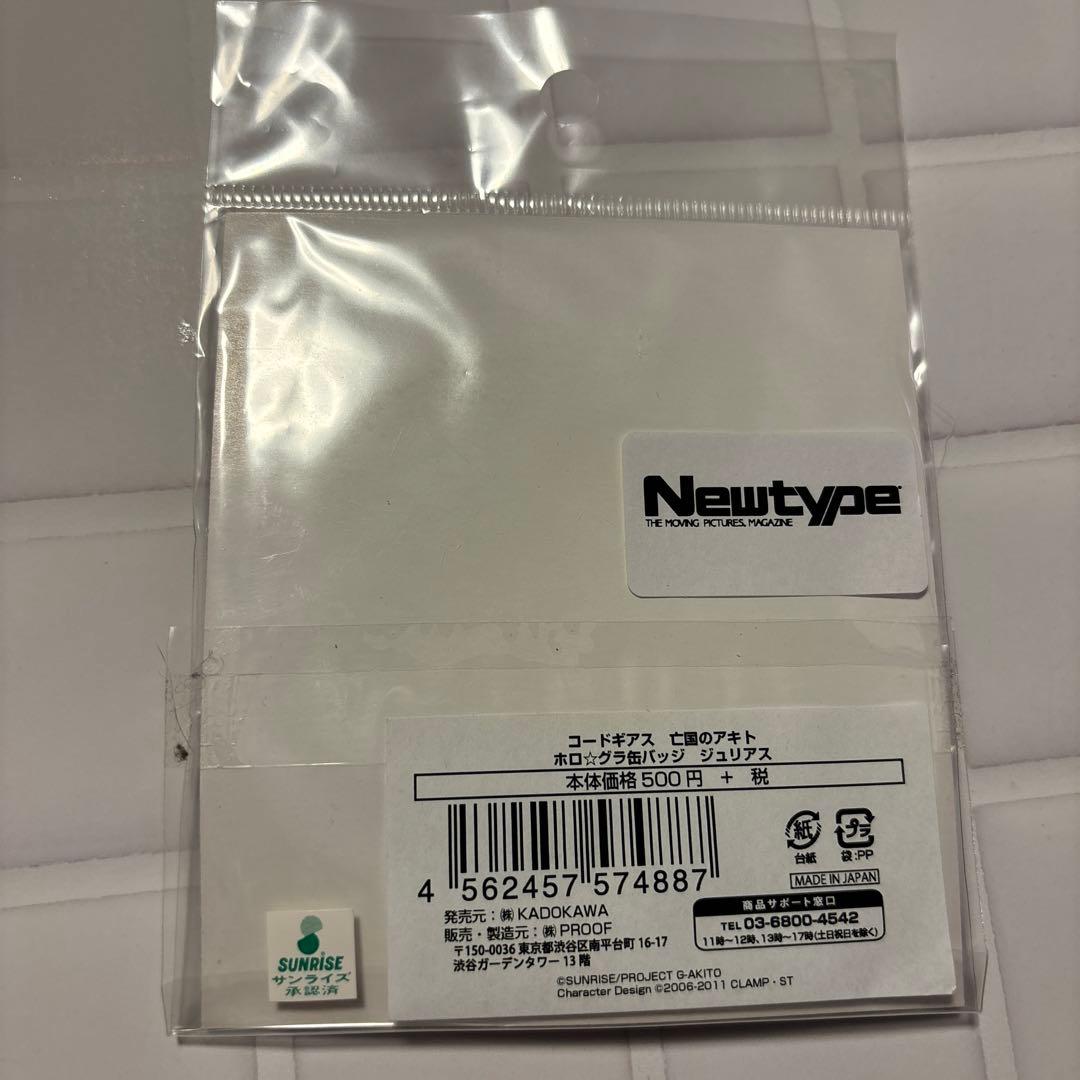 Newtype
THE MOVING PICTURES, MAGAZINE
コードギアス 亡国のアキト
ホロ☆グラ缶バッジ ジュリアス
本体価格500円 + 税
4 562457 574887
紙
台紙
プラ
袋:PP
MADE IN JAPAN
発売元:㈱KADOKAWA
販売・製造元:㈱PROOF
〒150-0036 東京都渋谷区南平台町 16-17
渋谷ガーデンタワー 13 階
商品サポート窓口
TEL 03-6800-4542
11時~12時、13時~17時(土日祝日を除く)
©SUNRISE/PROJECT G-AKITO
Character Design ©2006-2011 CLAMP・ST
SUNRISE
サンライズ
承認済